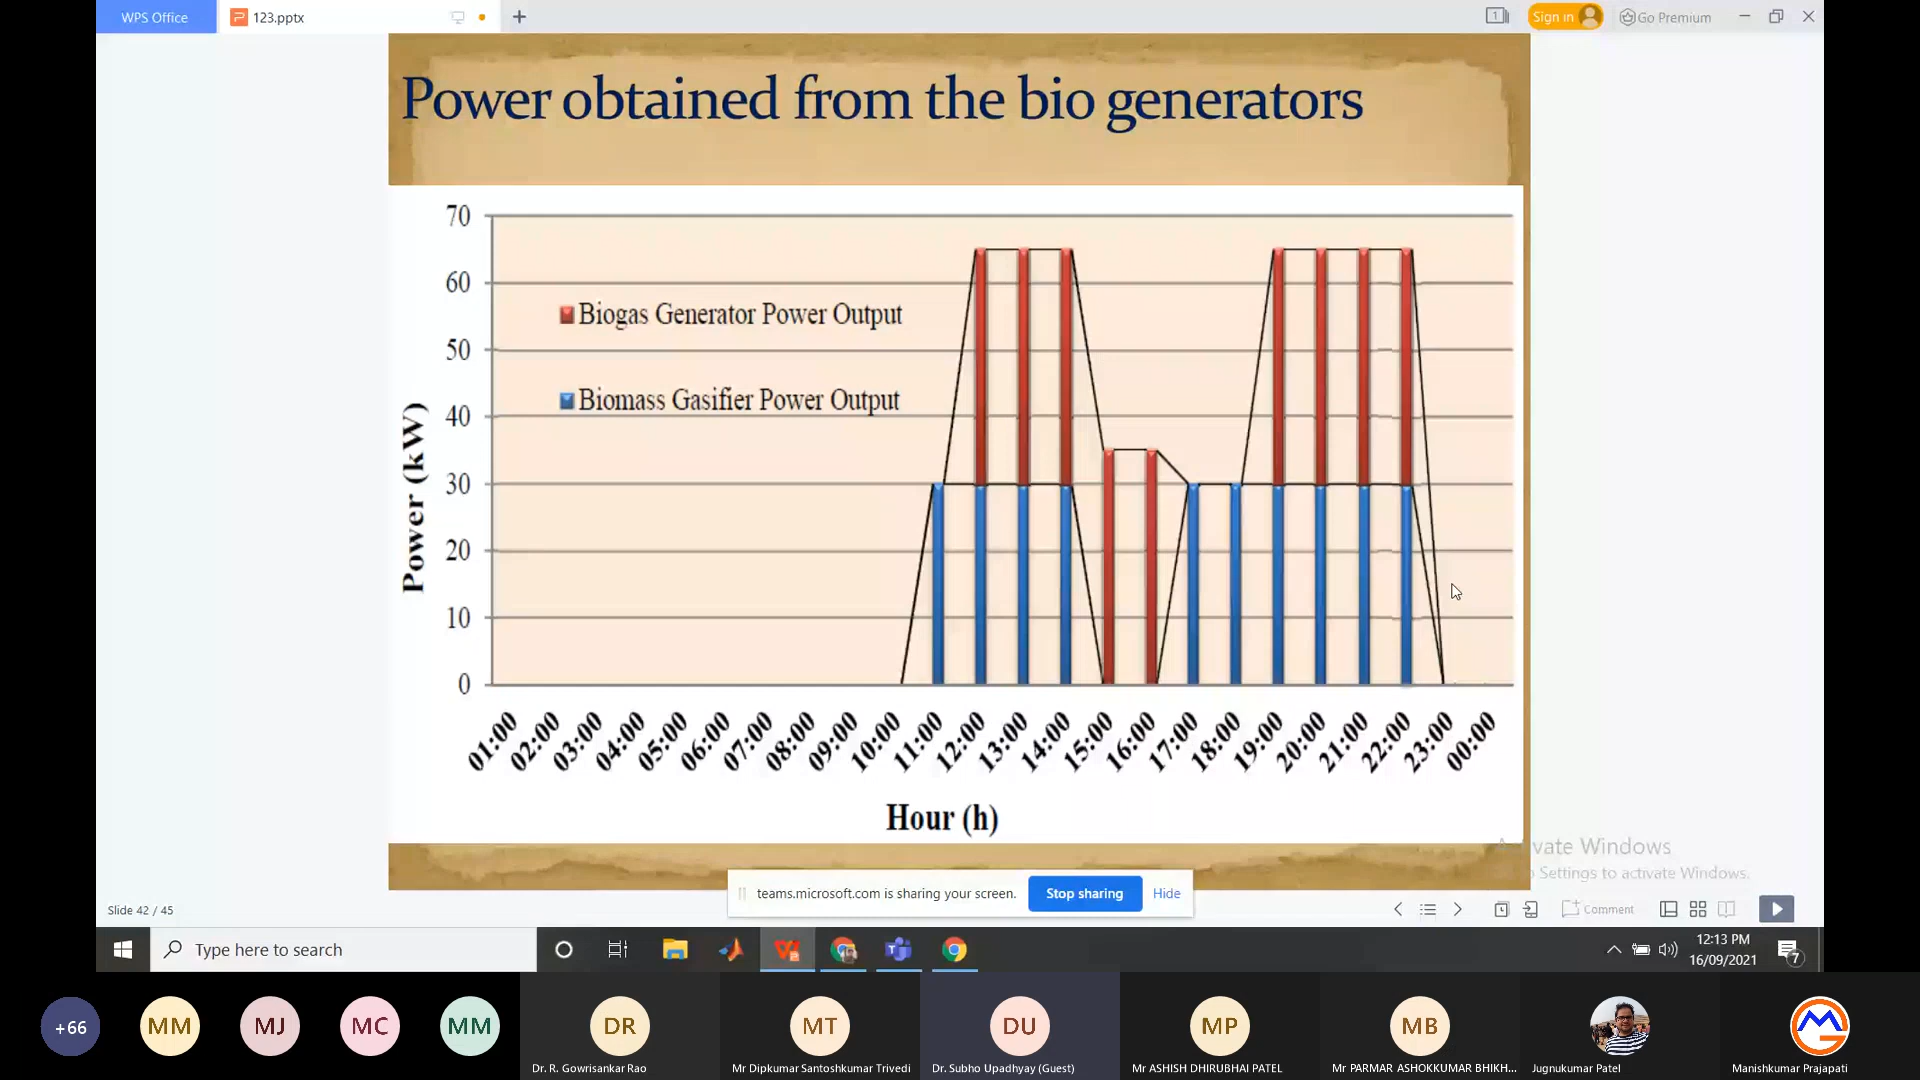 WPS Office
123.pptx
1
Sign in
Go Premium
Power obtained from the bio generators
70
60
50
40
30
20
10
0
Power (kW)
Biogas Generator Power Output
Biomass Gasifier Power Output
01:00 02:00 03:00 04:00 05:00 06:00 07:00 08:00 09:00 10:00 11:00 12:00 13:00 14:00 15:00 16:00 17:00 18:00 19:00 20:00 21:00 22:00 23:00 00:00
Hour (h)
vate Windows
Settings to activate Windows.
teams.microsoft.com is sharing your screen.
Stop sharing
Hide
Slide 42 / 45
Comment
Type here to search
12:13 PM
16/09/2021
7
+66
MM
MJ
MC
MM
DR
MT
DU
MP
MB
Dr. R. Gowrisankar Rao
Mr Dipkumar Santoshkumar Trivedi
Dr. Subho Upadhyay (Guest)
Mr ASHISH DHIRUBHAI PATEL
Mr PARMAR ASHOKKUMAR BHIKH...
Jugnukumar Patel
Manishkumar Prajapati